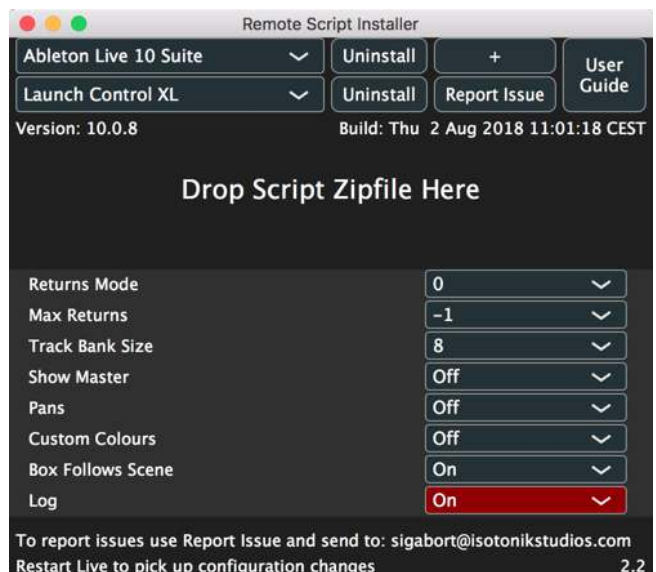 Remote Script Installer
Ableton Live 10 Suite Uninstall + User Guide
Launch Control XL Uninstall Report Issue
Version: 10.0.8 Build: Thu 2 Aug 2018 11:01:18 CEST
Drop Script Zipfile Here
Returns Mode 0
Max Returns -1
Track Bank Size 8
Show Master Off
Pans Off
Custom Colours Off
Box Follows Scene On
Log On
To report issues use Report Issue and send to: sigabort@isotonikstudios.com
Restart Live to pick up configuration changes 2.2